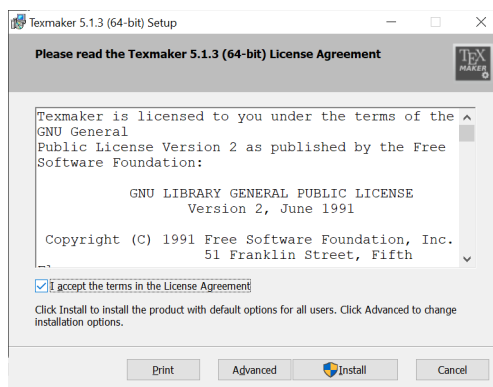 Texmaker 5.1.3 (64-bit) Setup
Please read the Texmaker 5.1.3 (64-bit) License Agreement
TEX
MAKER
Texmaker is licensed to you under the terms of the
GNU General
Public License Version 2 as published by the Free
Software Foundation:
GNU LIBRARY GENERAL PUBLIC LICENSE
Version 2, June 1991
Copyright (C) 1991 Free Software Foundation, Inc.
51 Franklin Street, Fifth
I accept the terms in the License Agreement
Click Install to install the product with default options for all users. Click Advanced to change
installation options.
Print
Advanced
Install
Cancel